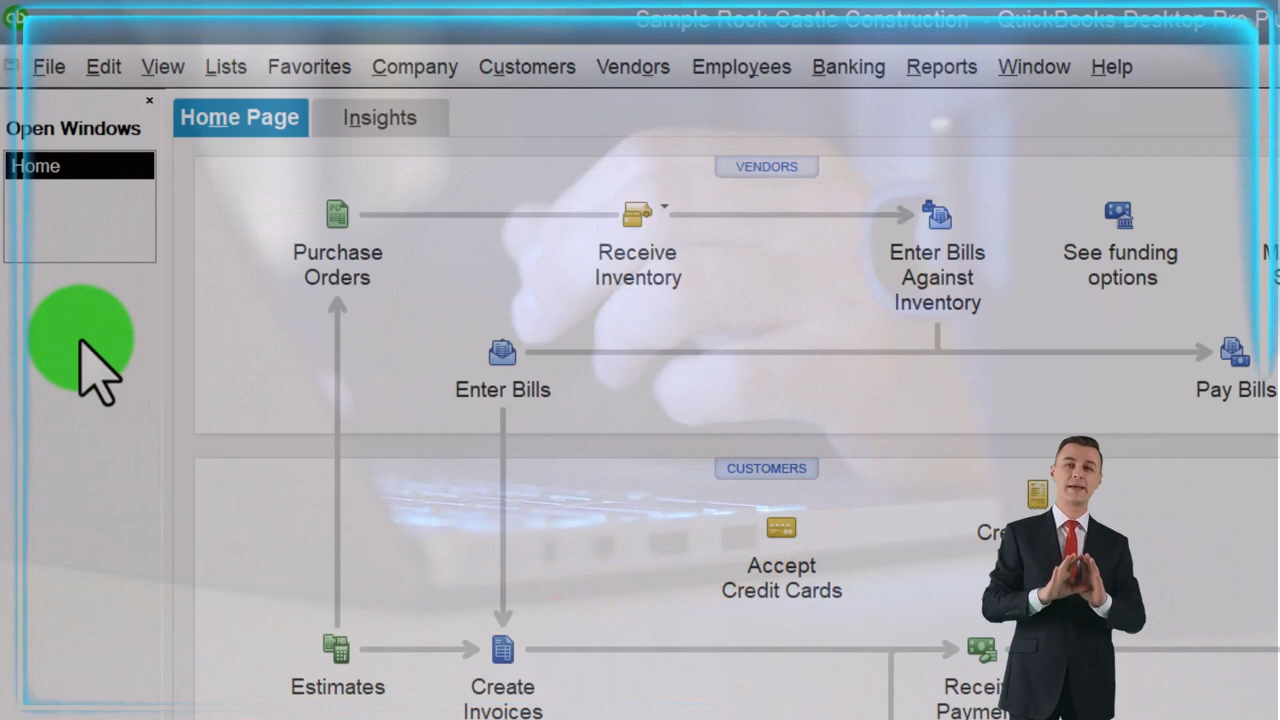 qb
Sample Rock Castle Construction - QuickBooks Desktop Pro
File Edit View Lists Favorites Company Customers Vendors Employees Banking Reports Window Help
Home Page Insights
Open Windows
Home
VENDORS
Purchase
Orders
Receive
Inventory
Enter Bills
Against
Inventory
See funding
options
Enter Bills
Pay Bills
CUSTOMERS
Accept
Credit Cards
Estimates
Create
Invoices